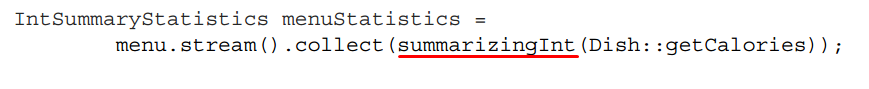 IntSummaryStatistics menuStatistics =
menu.stream().collect(summarizingInt(Dish::getCalories));